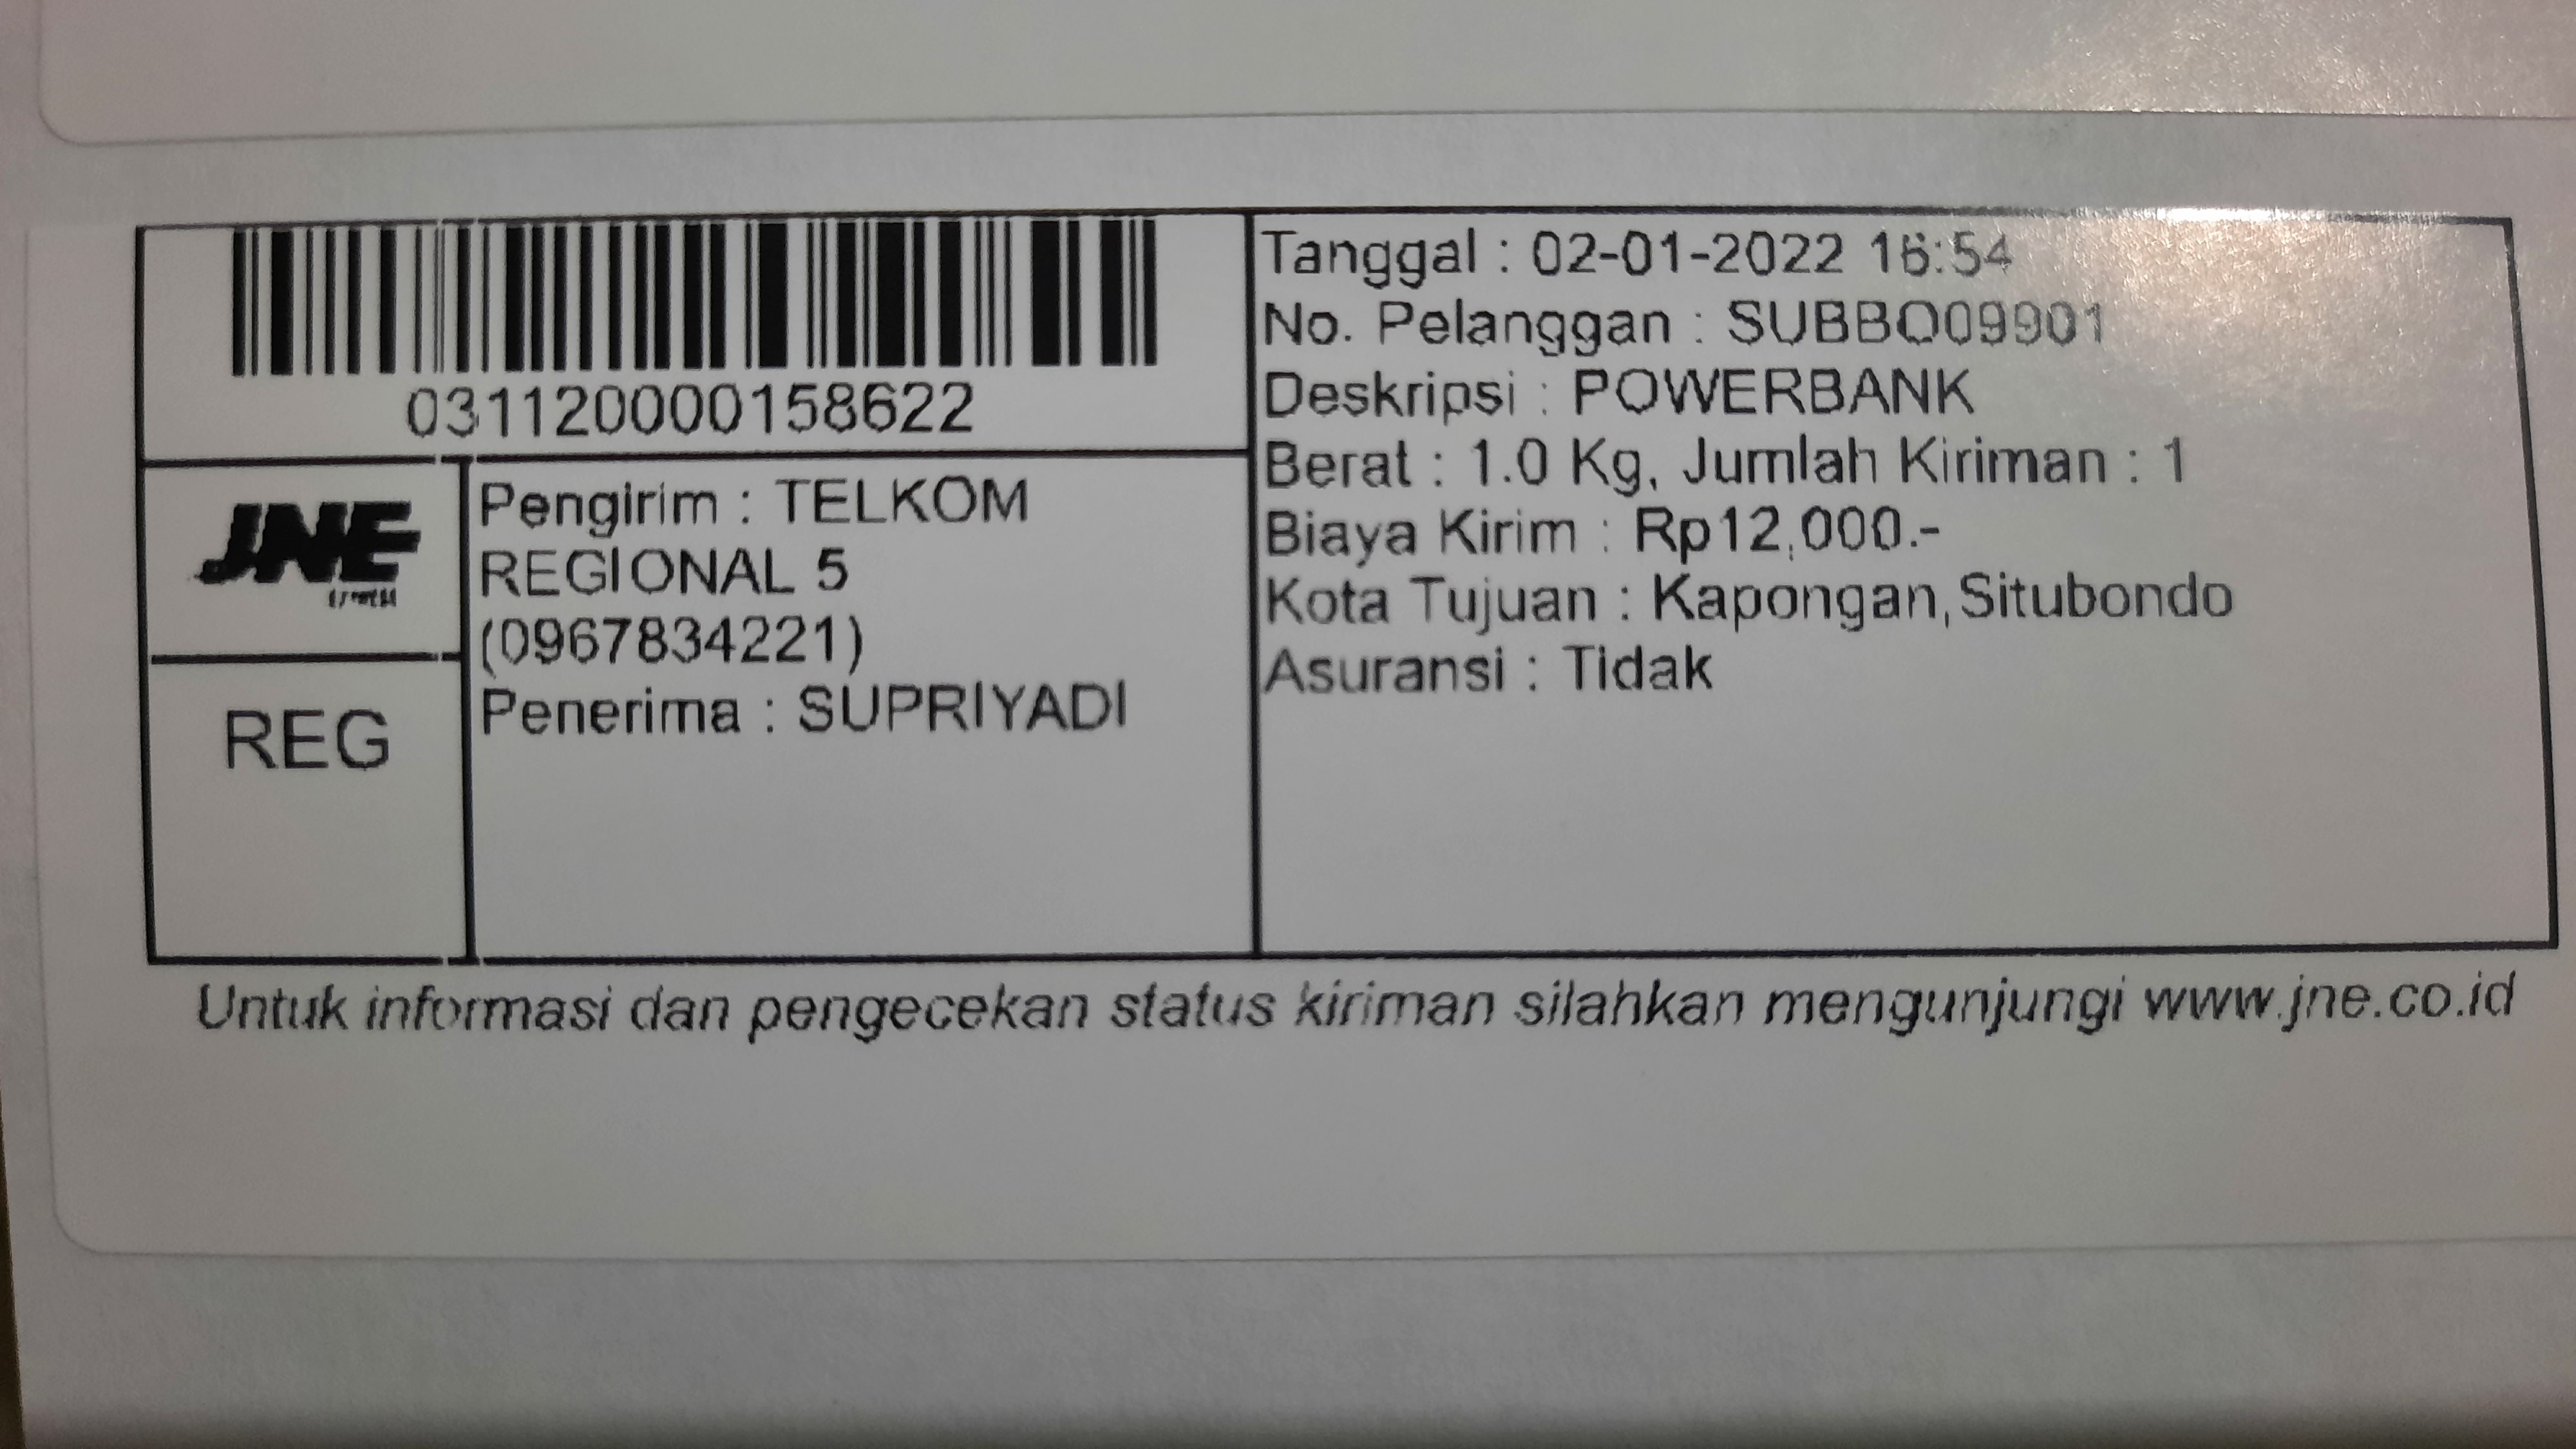 031120000158622
JNE
REG
Pengirim : TELKOM
REGIONAL 5
(0967834221)
Penerima : SUPRIYADI
Tanggal : 02-01-2022 16:54
No. Pelanggan : SUBBO09901
Deskripsi : POWERBANK
Berat : 1.0 Kg, Jumlah Kiriman : 1
Biaya Kirim : Rp12,000.-
Kota Tujuan : Kapongan,Situbondo
Asuransi : Tidak
Untuk informasi dan pengecekan status kiriman silahkan mengunjungi www.jne.co.id